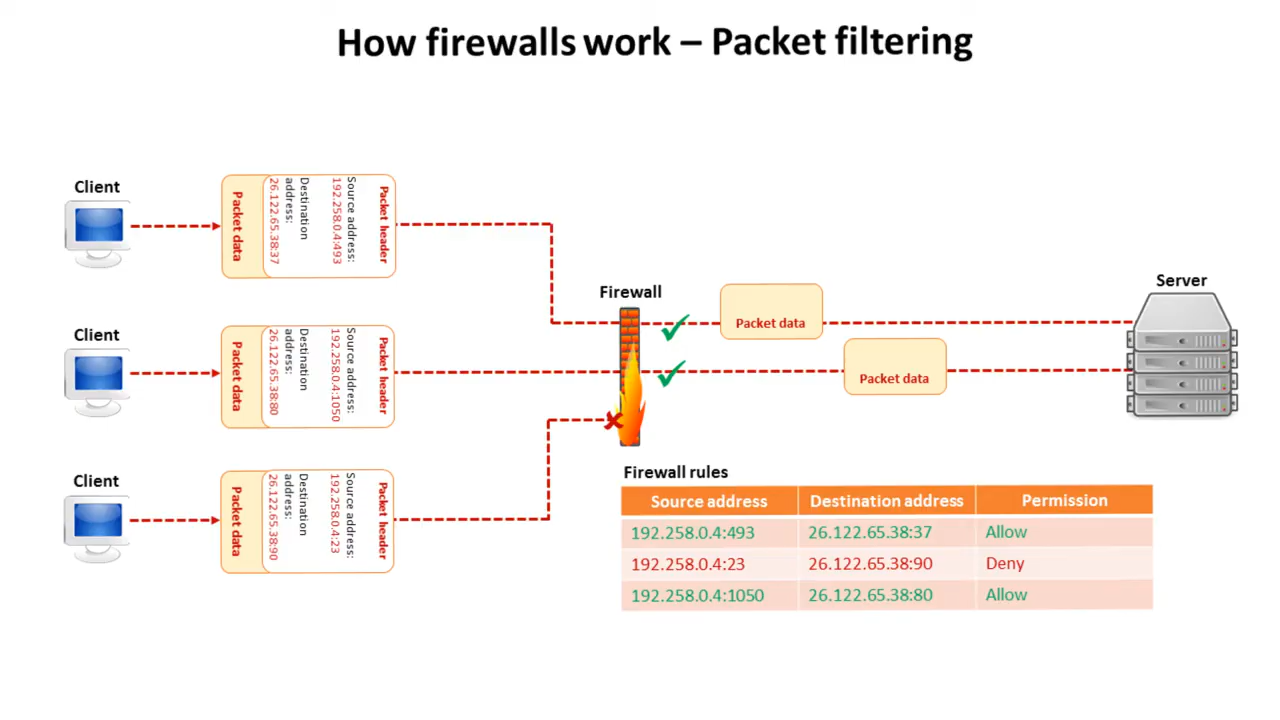 How firewalls work – Packet filtering
Client
Packet header
Source address:
192.258.0.4:493
Destination
address:
26.122.65.38:37
Packet data
Client
Packet header
Source address:
192.258.0.4:1050
Destination
address:
26.122.65.38:80
Packet data
Client
Packet header
Source address:
192.258.0.4:23
Destination
address:
26.122.65.38:90
Packet data
Firewall
Packet data
Packet data
Server
Firewall rules
Source address Destination address Permission
192.258.0.4:493 26.122.65.38:37 Allow
192.258.0.4:23 26.122.65.38:90 Deny
192.258.0.4:1050 26.122.65.38:80 Allow